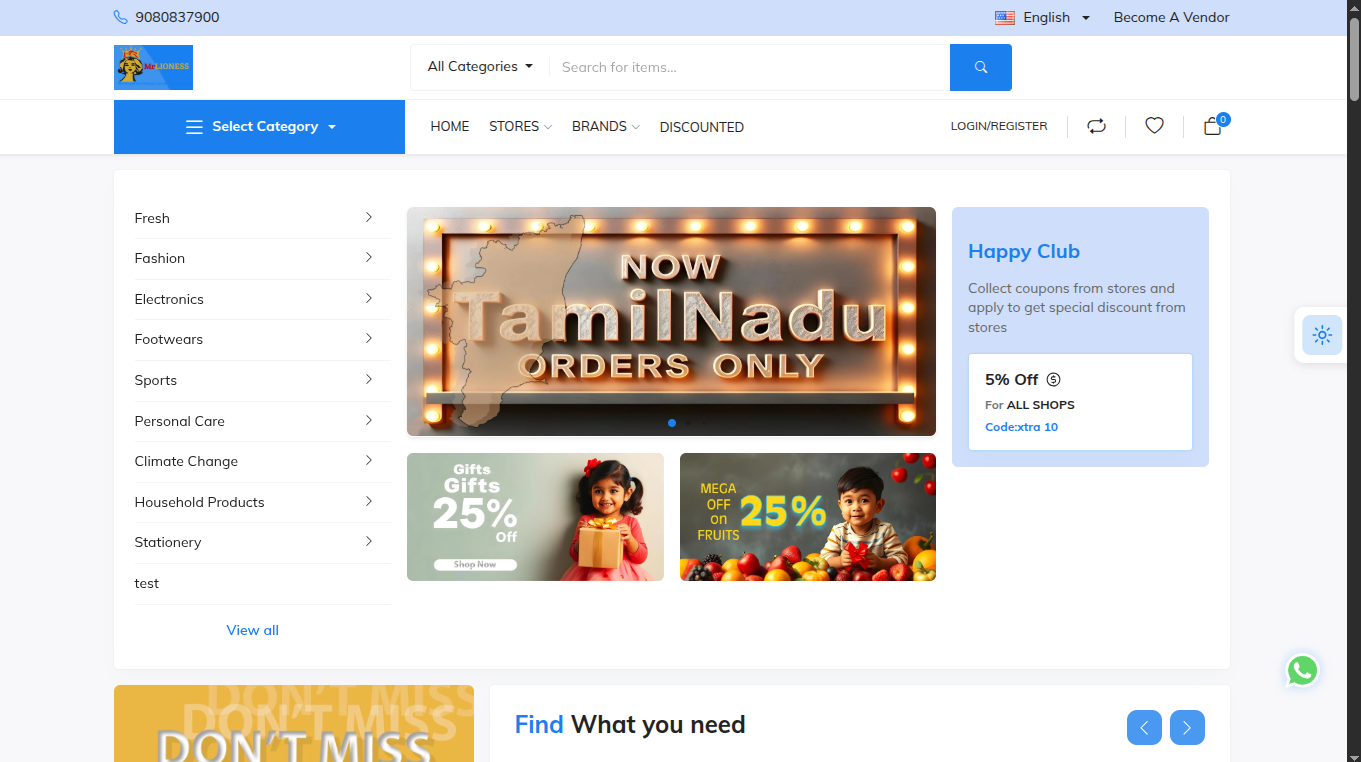 9080837900
English
Become A Vendor
MrLIONESS
All Categories
Search for items...
Select Category
HOME
STORES
BRANDS
DISCOUNTED
LOGIN/REGISTER
0
Fresh
Fashion
Electronics
Footwears
Sports
Personal Care
Climate Change
Household Products
Stationery
test
View all
NOW
TamilNadu
ORDERS ONLY
Gifts
Gifts
25%
Off
Shop Now
MEGA
OFF
on
FRUITS
25%
Happy Club
Collect coupons from stores and
apply to get special discount from
stores
5% Off
For ALL SHOPS
Code:xtra 10
DON'T MISS
DON'T MISS
DON'T MISS
Find What you need